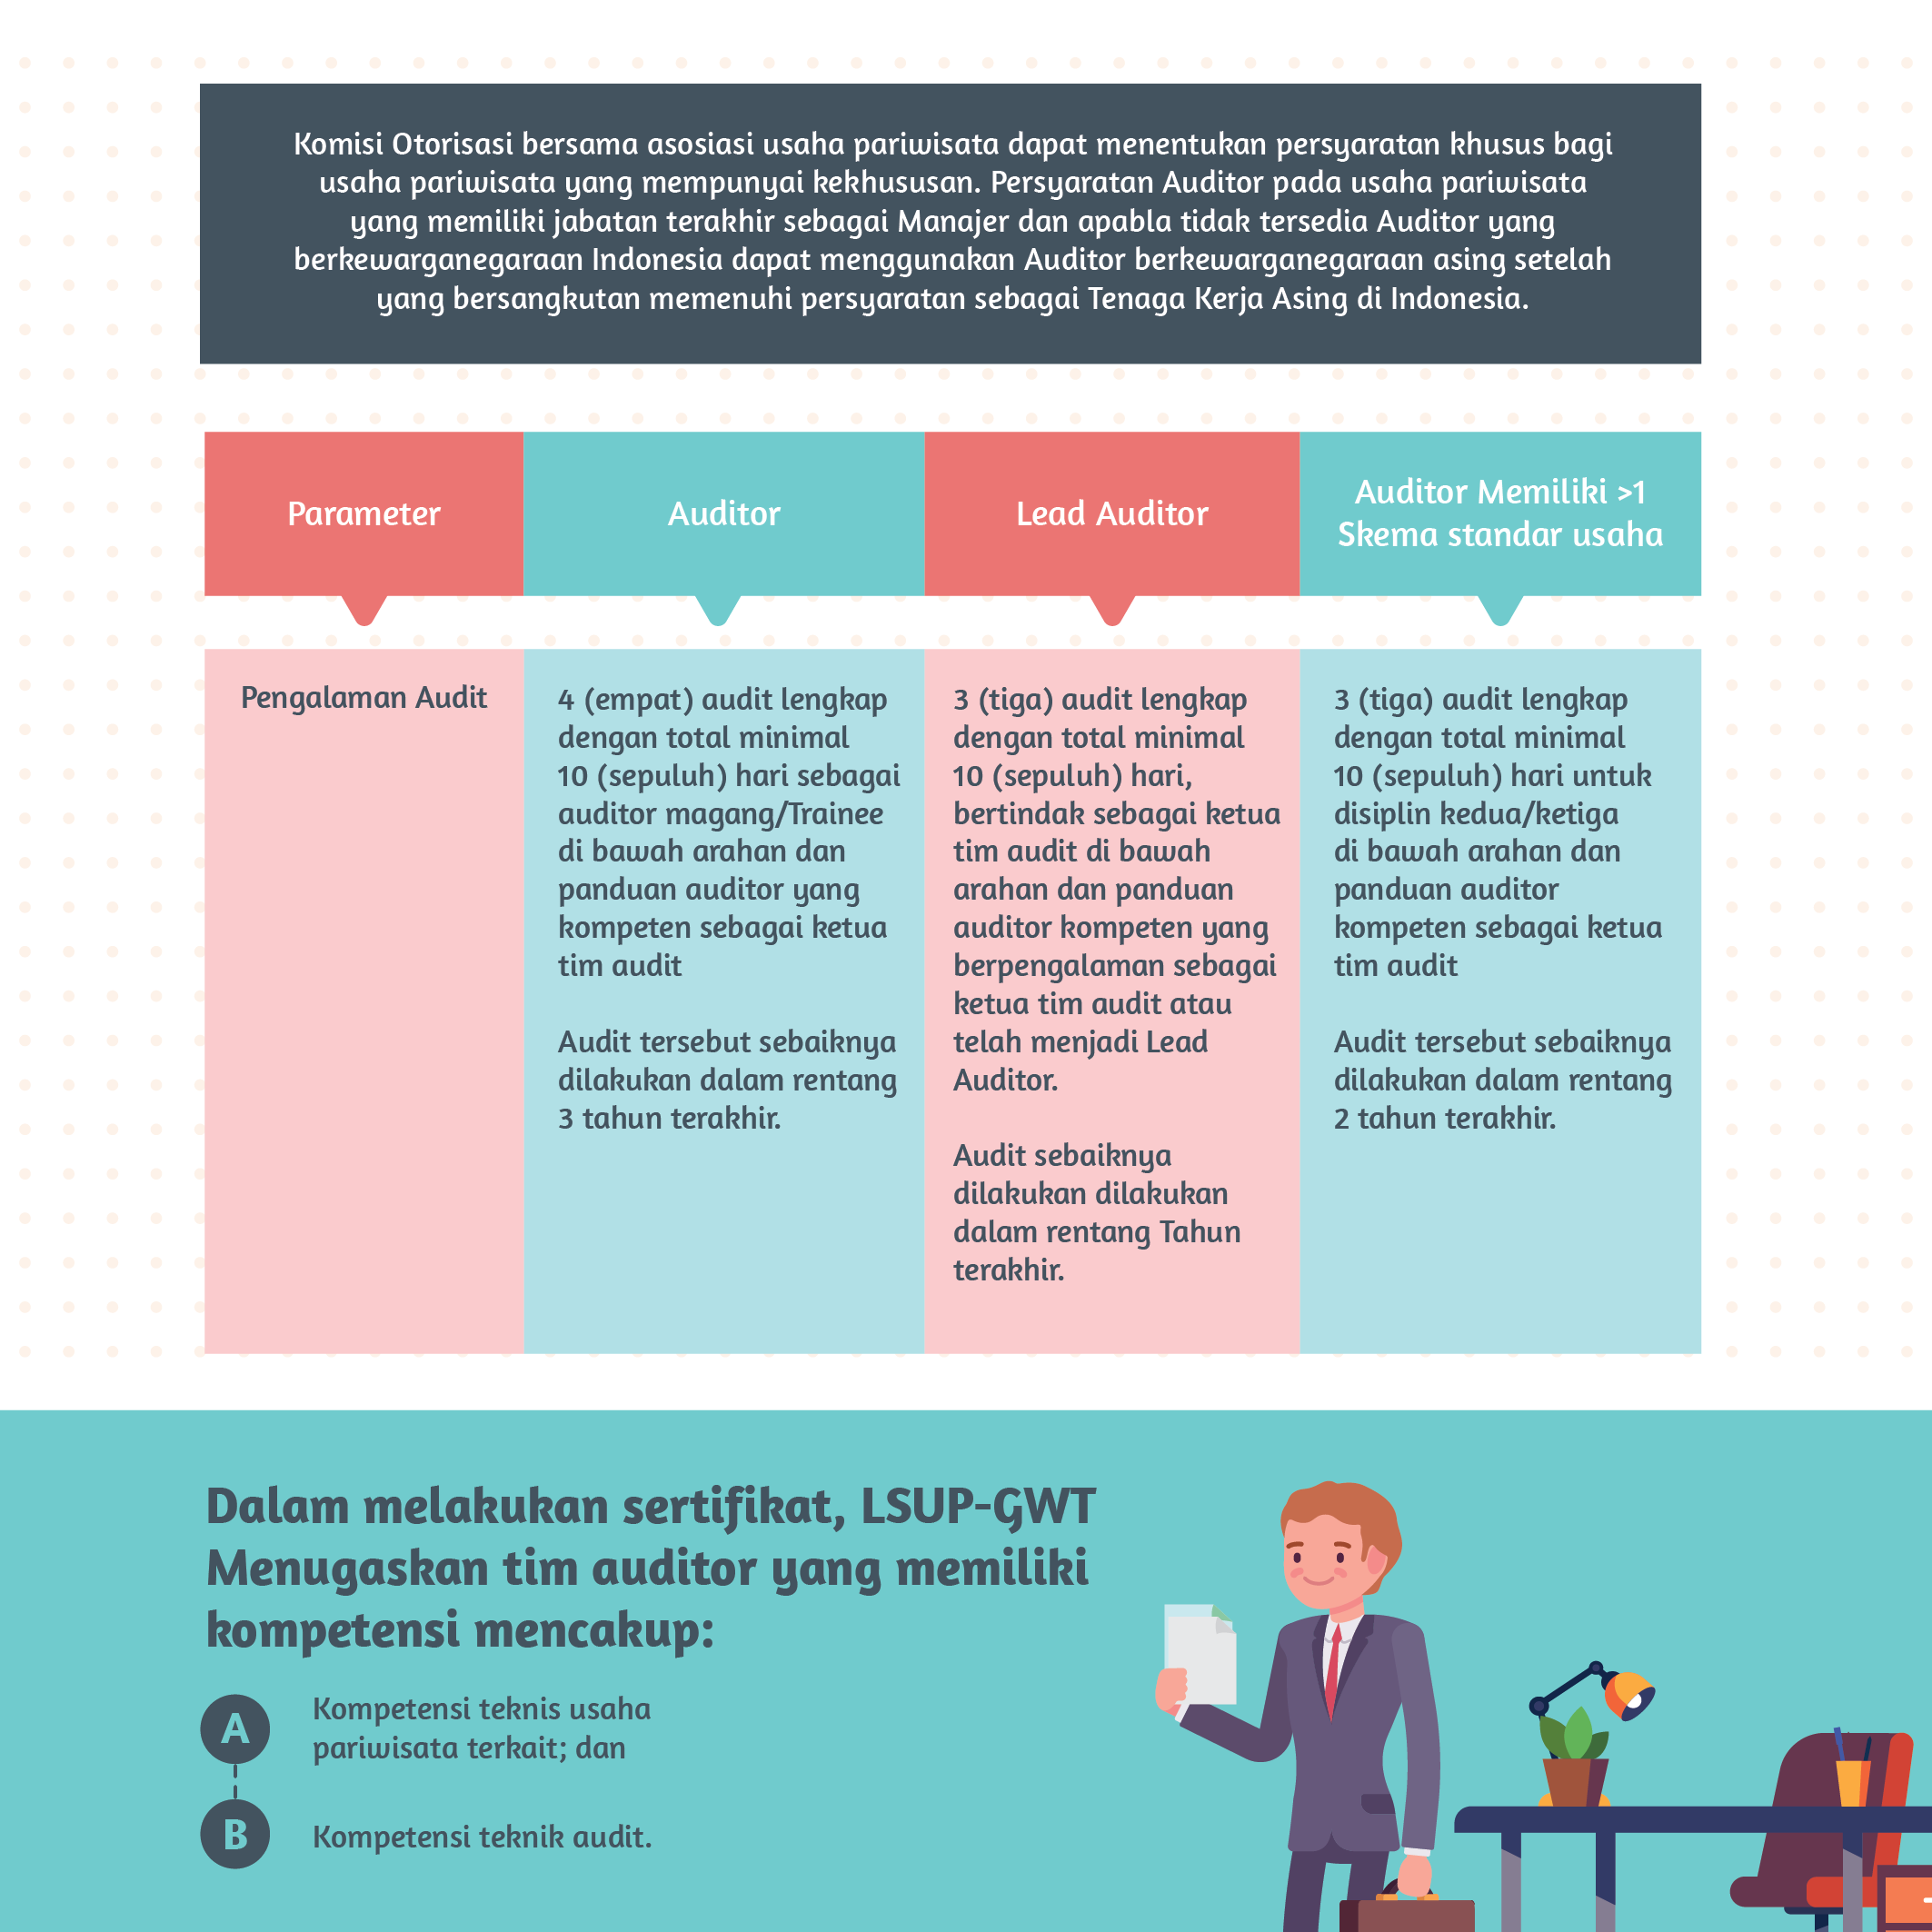 Komisi Otorisasi bersama asosiasi usaha pariwisata dapat menentukan persyaratan khusus bagi
usaha pariwisata yang mempunyai kekhususan. Persyaratan Auditor pada usaha pariwisata
yang memiliki jabatan terakhir sebagai Manajer dan apabla tidak tersedia Auditor yang
berkewarganegaraan Indonesia dapat menggunakan Auditor berkewarganegaraan asing setelah
yang bersangkutan memenuhi persyaratan sebagai Tenaga Kerja Asing di Indonesia.
Parameter
Auditor
Lead Auditor
Auditor Memiliki >1
Skema standar usaha
Pengalaman Audit
4 (empat) audit lengkap
dengan total minimal
10 (sepuluh) hari sebagai
auditor magang/Trainee
di bawah arahan dan
panduan auditor yang
kompeten sebagai ketua
tim audit
Audit tersebut sebaiknya
dilakukan dalam rentang
3 tahun terakhir.
3 (tiga) audit lengkap
dengan total minimal
10 (sepuluh) hari,
bertindak sebagai ketua
tim audit di bawah
arahan dan panduan
auditor kompeten yang
berpengalaman sebagai
ketua tim audit atau
telah menjadi Lead
Auditor.
Audit sebaiknya
dilakukan dilakukan
dalam rentang Tahun
terakhir.
3 (tiga) audit lengkap
dengan total minimal
10 (sepuluh) hari untuk
disiplin kedua/ketiga
di bawah arahan dan
panduan auditor
kompeten sebagai ketua
tim audit
Audit tersebut sebaiknya
dilakukan dalam rentang
2 tahun terakhir.
Dalam melakukan sertifikat, LSUP-GWT
Menugaskan tim auditor yang memiliki
kompetensi mencakup:
A
Kompetensi teknis usaha
pariwisata terkait; dan
B
Kompetensi teknik audit.